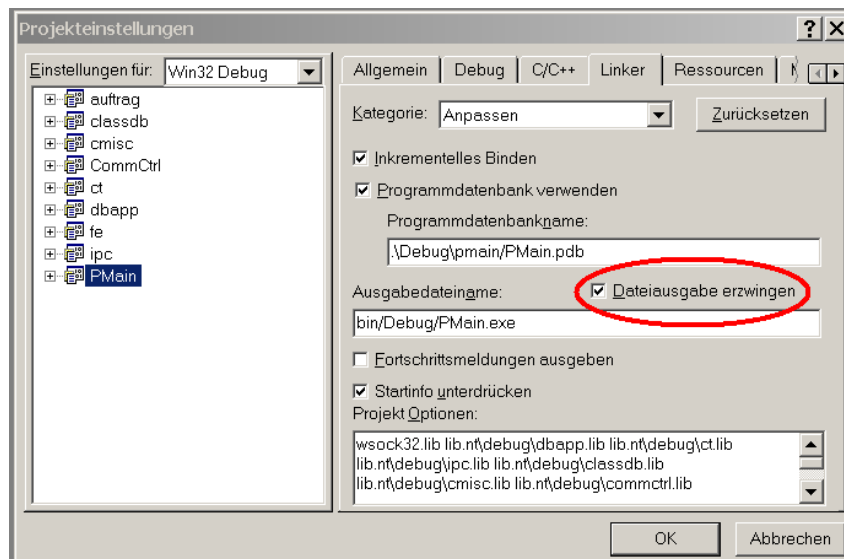 Projekteinstellungen
Einstellungen für: Win32 Debug
auftrag
classdb
cmisc
CommCtrl
ct
dbapp
fe
ipc
PMain
Allgemein Debug C/C++ Linker Ressourcen
Kategorie: Anpassen Zurücksetzen
Inkrementelles Binden
Programmdatenbank verwenden
Programmdatenbankname:
.\Debug\pmain/PMain.pdb
Ausgabedateiname: Dateiausgabe erzwingen
bin/Debug/PMain.exe
Fortschrittsmeldungen ausgeben
Startinfo unterdrücken
Projekt Optionen:
wsock32.lib lib.nt\debug\dbapp.lib lib.nt\debug\ct.lib
lib.nt\debug\ipc.lib lib.nt\debug\classdb.lib
lib.nt\debug\cmisc.lib lib.nt\debug\commctrl.lib
OK Abbrechen